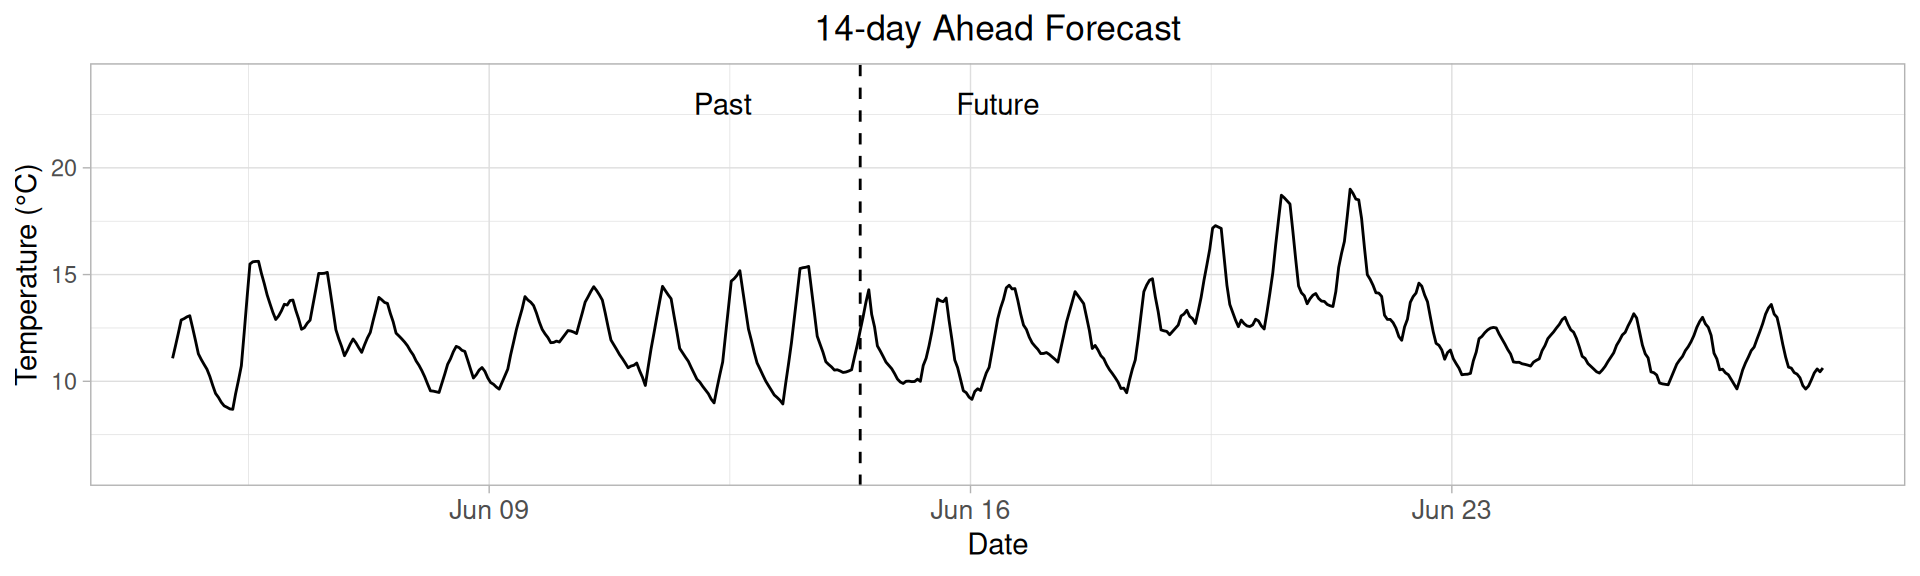 14-day Ahead Forecast
Past
Future
Temperature (°C)
20
15
10
Jun 09
Jun 16
Jun 23
Date